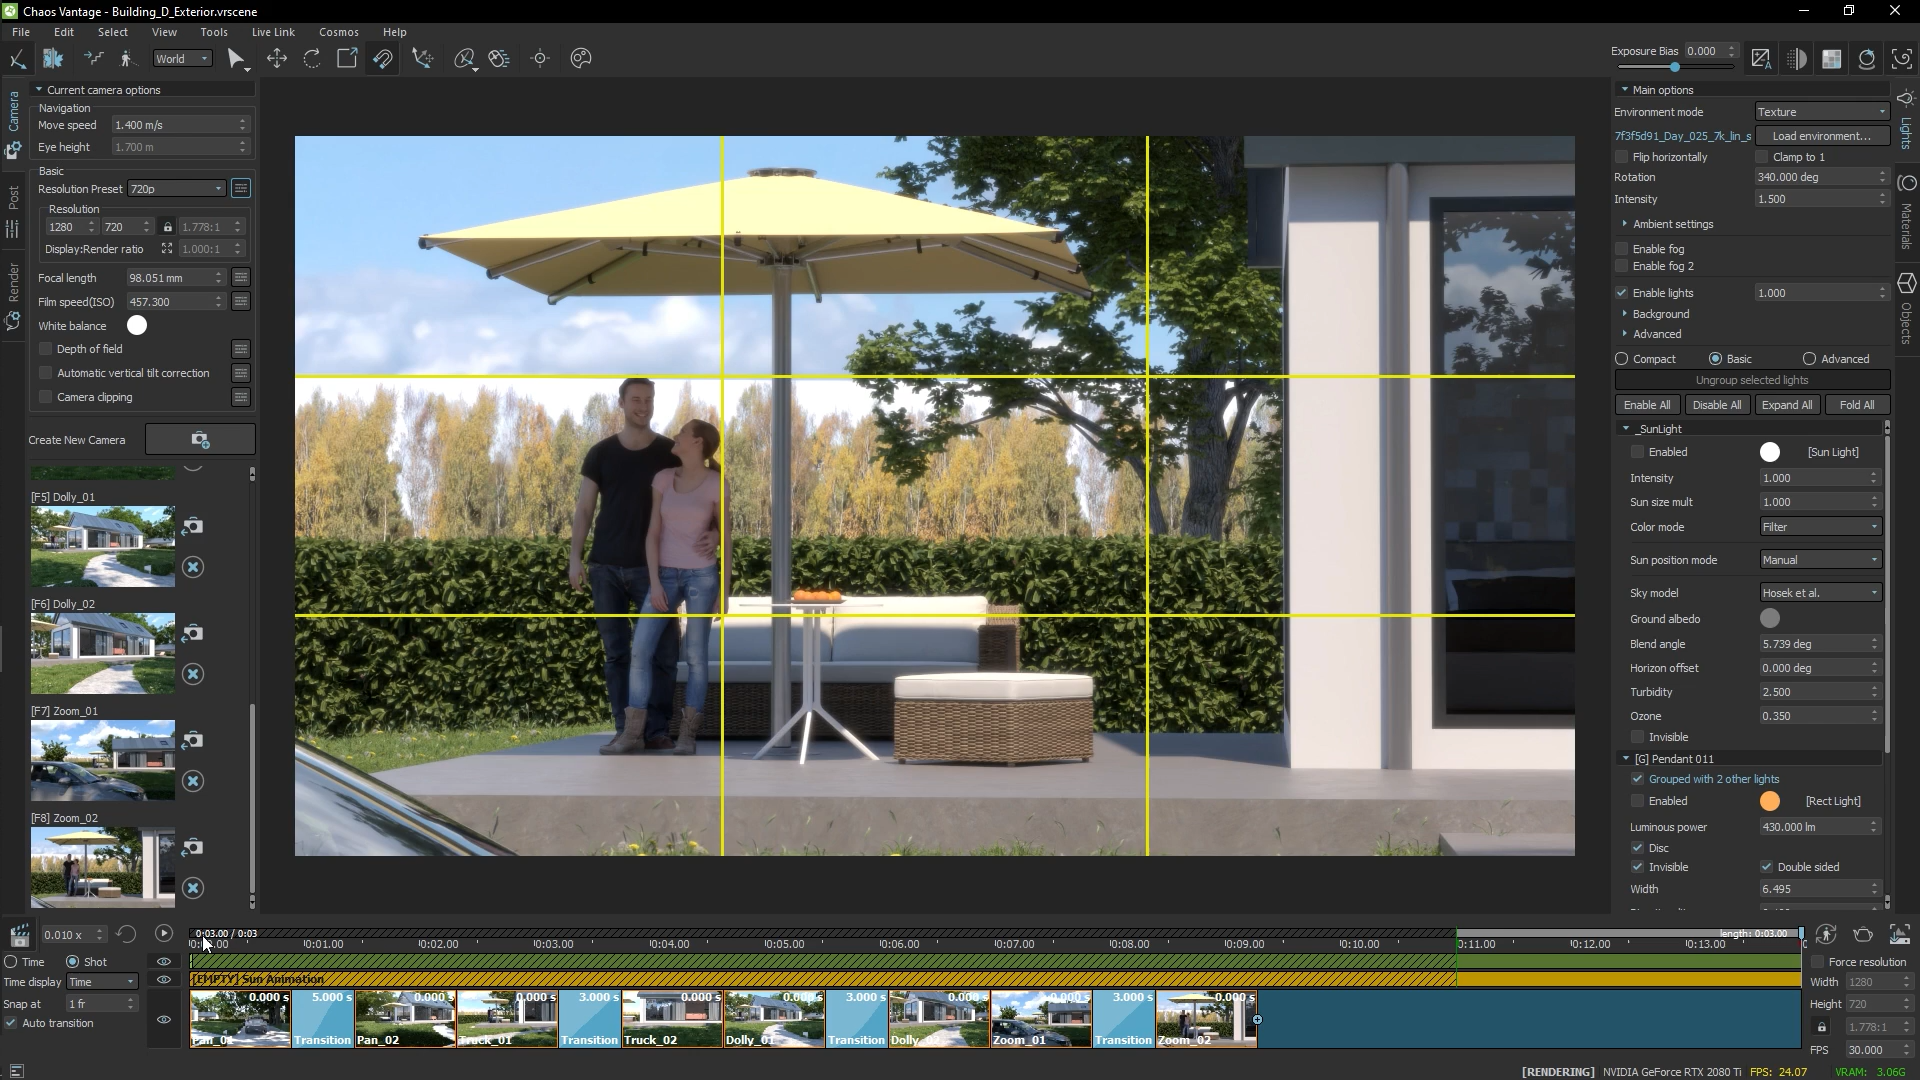 Chaos Vantage - Building_D_Exterior.vrscene
File Edit Select View Tools Live Link Cosmos Help
World
Exposure Bias 0.000
Camera
Post
Render
Current camera options
Navigation
Move speed 1.400 m/s
Eye height 1.700 m
Basic
Resolution Preset 720p
Resolution
1280 720 1.778:1
Display:Render ratio 1.000:1
Focal length 98.051 mm
Film speed(ISO) 457.300
White balance
Depth of field
Automatic vertical tilt correction
Camera clipping
Create New Camera
[F5] Dolly_01
[F6] Dolly_02
[F7] Zoom_01
[F8] Zoom_02
Main options
Environment mode Texture
7f3f5d91_Day_025_7k_lin_s Load environment...
Flip horizontally Clamp to 1
Rotation 340.000 deg
Intensity 1.500
Ambient settings
Enable fog
Enable fog 2
Enable lights 1.000
Background
Advanced
Compact Basic Advanced
Ungroup selected lights
Enable All Disable All Expand All Fold All
_SunLight
Enabled [Sun Light]
Intensity 1.000
Sun size mult 1.000
Color mode Filter
Sun position mode Manual
Sky model Hosek et al.
Ground albedo
Blend angle 5.739 deg
Horizon offset 0.000 deg
Turbidity 2.500
Ozone 0.350
Invisible
[G] Pendant 011
Grouped with 2 other lights
Enabled [Rect Light]
Luminous power 430.000 lm
Disc
Invisible Double sided
Width 6.495
Lights
Materials
Objects
0.010 x
0:03.00 / 0:03 length: 0:03.00
0:01.00 0:02.00 0:03.00 0:04.00 0:05.00 0:06.00 0:07.00 0:08.00 0:09.00 0:10.00 0:11.00 0:12.00 0:13.00
Time Shot
Time display Time
Snap at 1 fr
Auto transition
[EMPTY] Sun Animation
0.000 s 5.000 s 0.000 s 0.000 s 3.000 s 0.000 s 0.000 s 3.000 s 0.000 s 0.000 s 3.000 s 0.000 s
Pan_01 Transition Pan_02 Truck_01 Transition Truck_02 Dolly_01 Transition Dolly_02 Zoom_01 Transition Zoom_02
Force resolution
Width 1280
Height 720
1.778:1
FPS 30.000
[RENDERING] NVIDIA GeForce RTX 2080 Ti FPS: 24.07 VRAM: 3.06G